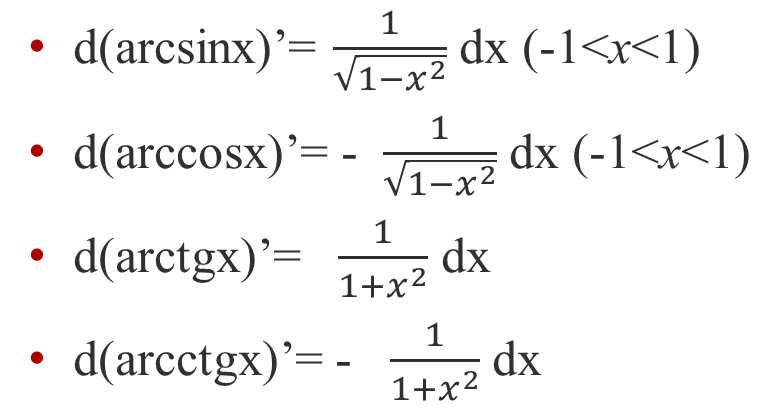 • d(arcsinx)’= 1/√1−x² dx (-1<x<1)
• d(arccosx)’= - 1/√1−x² dx (-1<x<1)
• d(arctgx)’= 1/1+x² dx
• d(arcctgx)’= - 1/1+x² dx